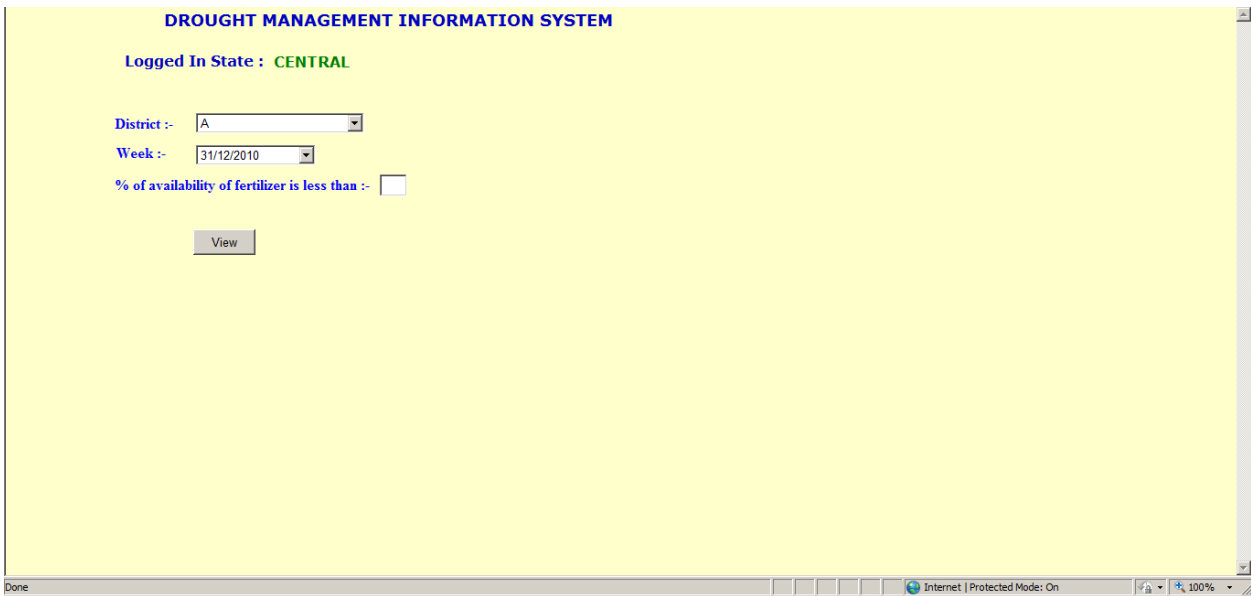 DROUGHT MANAGEMENT INFORMATION SYSTEM
Logged In State : CENTRAL
District :- A
Week :- 31/12/2010
% of availability of fertilizer is less than :-
View
Done Internet | Protected Mode: On 100%